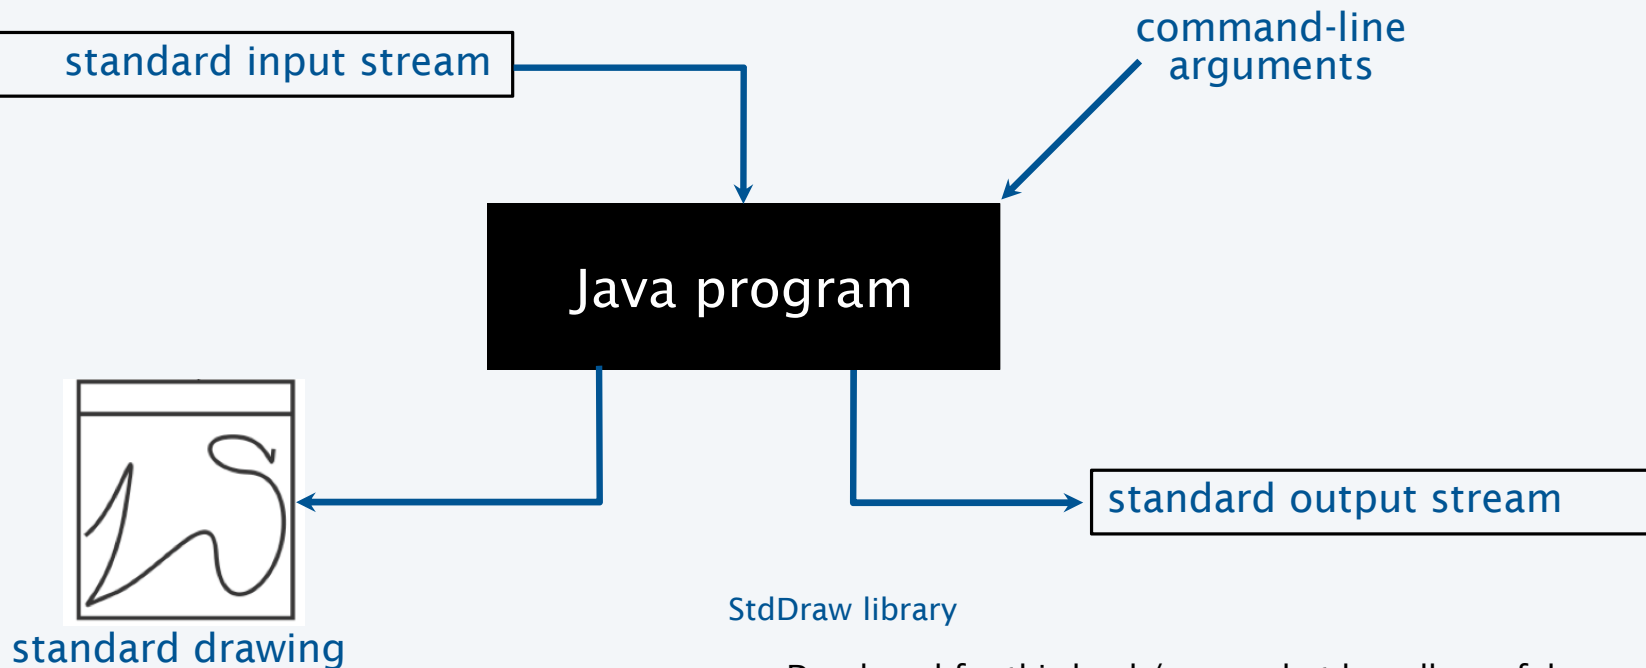 standard input stream
command-line
arguments
Java program
standard output stream
StdDraw library
standard drawing